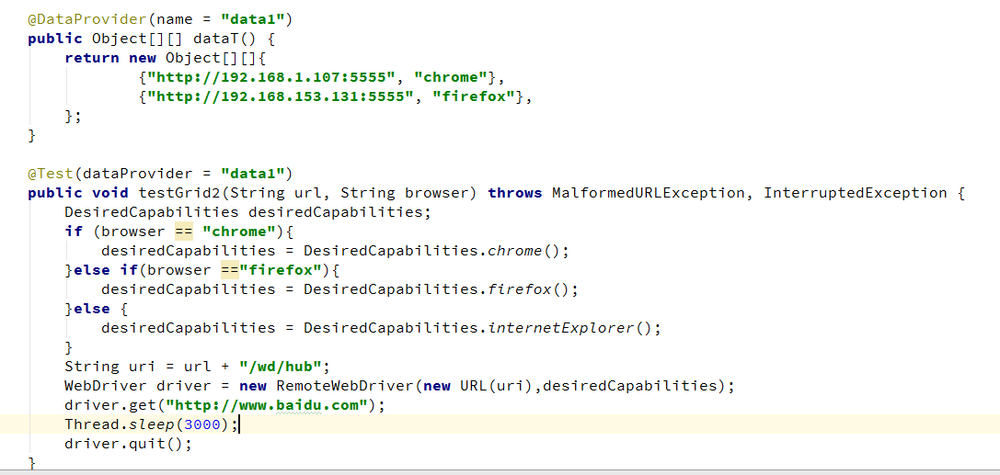 @DataProvider(name = "data1")
public Object[][] dataT() {
    return new Object[][]{
            {"http://192.168.1.107:5555", "chrome"},
            {"http://192.168.153.131:5555", "firefox"},
    };
}

@Test(dataProvider = "data1")
public void testGrid2(String url, String browser) throws MalformedURLException, InterruptedException {
    DesiredCapabilities desiredCapabilities;
    if (browser == "chrome"){
        desiredCapabilities = DesiredCapabilities.chrome();
    }else if(browser =="firefox"){
        desiredCapabilities = DesiredCapabilities.firefox();
    }else {
        desiredCapabilities = DesiredCapabilities.internetExplorer();
    }
    String uri = url + "/wd/hub";
    WebDriver driver = new RemoteWebDriver(new URL(uri),desiredCapabilities);
    driver.get("http://www.baidu.com");
    Thread.sleep(3000);
    driver.quit();
}